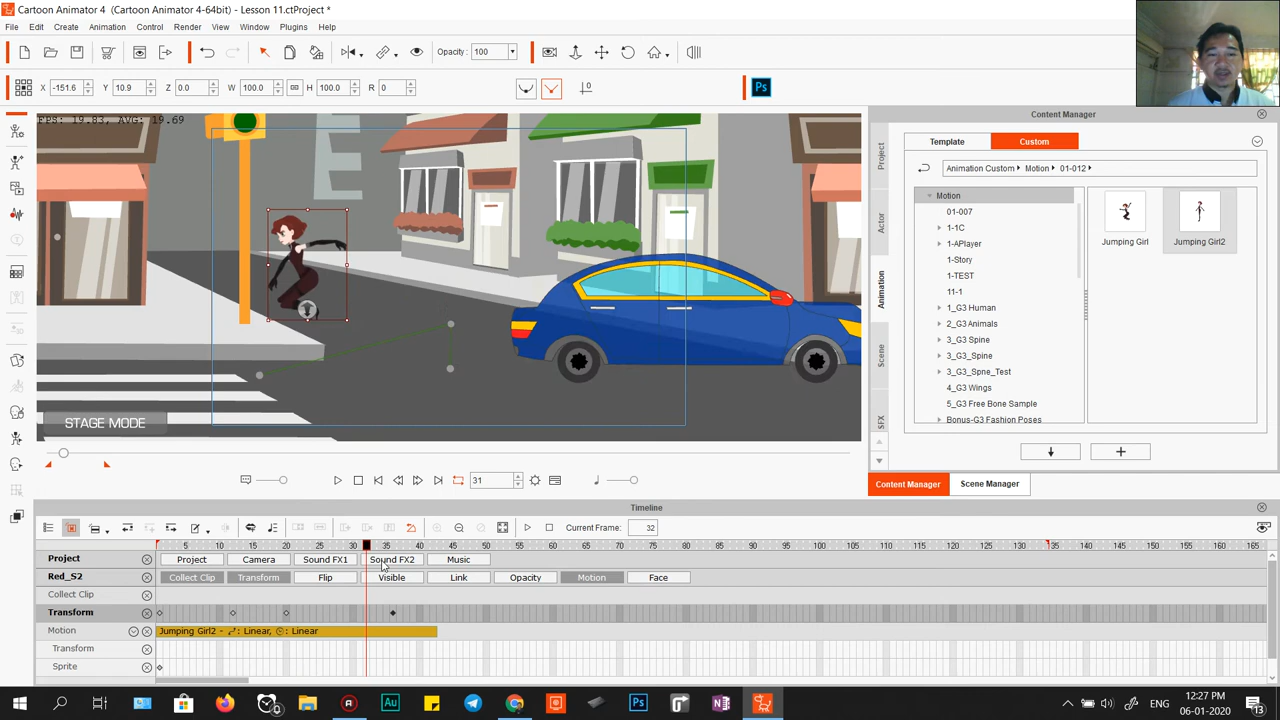 Cartoon Animator 4 (Cartoon Animator 4-64bit) - Lesson 11.ctProject *
File Edit Create Modify Animation Control Render View Window Plugins Help
Opacity : 100
X -151.6 Y 10.9 Z 0.0 W 100.0 H 100.0 R 0 Ps
FPS: 19.83, AVG: 19.69
Content Manager
Template Custom
Animation Custom Motion 01-012
Project
Actor
Animation
Scene
SFX
Motion
01-007
1-1C
1-APlayer
1-Story
1-TEST
11-1
1_G3 Human
2_G3 Animals
3_G3 Spine
3_G3_Spine
3_G3_Spne_Test
4_G3 Wings
5_G3 Free Bone Sample
Bonus-G3 Fashion Poses
Jumping Girl Jumping Girl2
STAGE MODE
31
Content Manager Scene Manager
Timeline
Current Frame: 32
5 10 15 20 25 30 35 40 45 50 55 60 65 70 75 80 85 90 95 100 105 110 115 120 125 130 135 140 145 150 155 160 165
Project Project Camera Sound FX1 Sound FX2 Music
Red_S2 Collect Clip Transform Flip Visible Link Opacity Motion Face
Collect Clip
Transform
Motion Jumping Girl2 - : Linear, : Linear
Transform
Sprite
Au Ps N
ENG 12:27 PM
06-01-2020 13